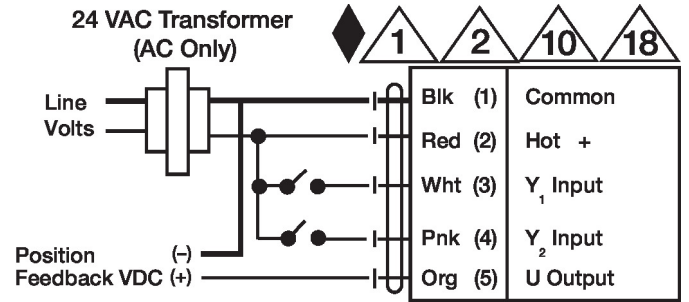 24 VAC Transformer
(AC Only)
1 2 10 18
Line
Volts
Blk (1) Common
Red (2) Hot +
Wht (3) Y1 Input
Pnk (4) Y2 Input
Org (5) U Output
Position (–)
Feedback VDC (+)